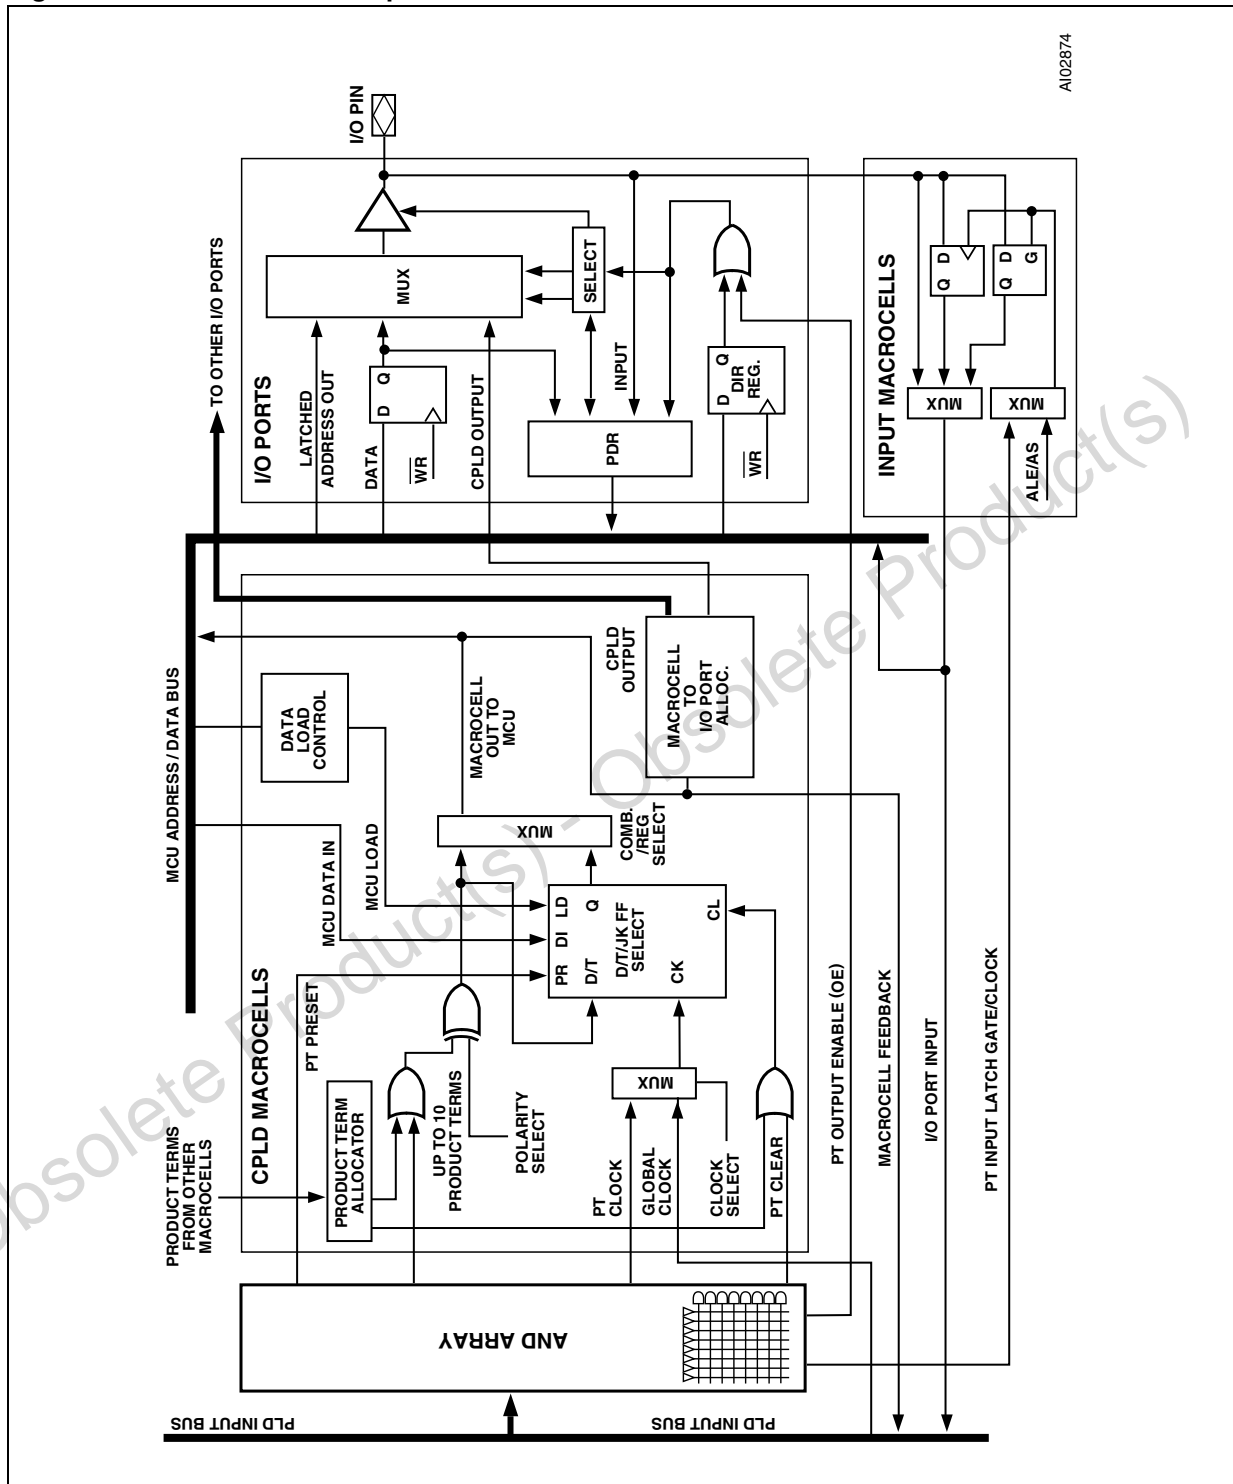 AI02874
I/O PIN
TO OTHER I/O PORTS
I/O PORTS
LATCHED
ADDRESS OUT
DATA
WR
CPLD OUTPUT
MUX
D Q
SELECT
INPUT
PDR
D Q
DIR
REG.
WR
INPUT MACROCELLS
Q D
Q D
G
MUX
MUX
ALE/AS
MCU ADDRESS / DATA BUS
CPLD MACROCELLS
DATA
LOAD
CONTROL
MCU DATA IN
MCU LOAD
MACROCELL
OUT TO
MCU
CPLD
OUTPUT
MACROCELL
TO
I/O PORT
ALLOC.
MUX
COMB.
/REG
SELECT
PT PRESET
PR DI LD
D/T Q
D/T/JK FF
SELECT
CK
CL
PRODUCT TERMS
FROM OTHER
MACROCELLS
PRODUCT TERM
ALLOCATOR
UP TO 10
PRODUCT TERMS
POLARITY
SELECT
PT
CLOCK
GLOBAL
CLOCK
MUX
CLOCK
SELECT
PT CLEAR
PT OUTPUT ENABLE (OE)
MACROCELL FEEDBACK
I/O PORT INPUT
PT INPUT LATCH GATE/CLOCK
AND ARRAY
PLD INPUT BUS
PLD INPUT BUS
Obsolete Product(s) - Obsolete Product(s)